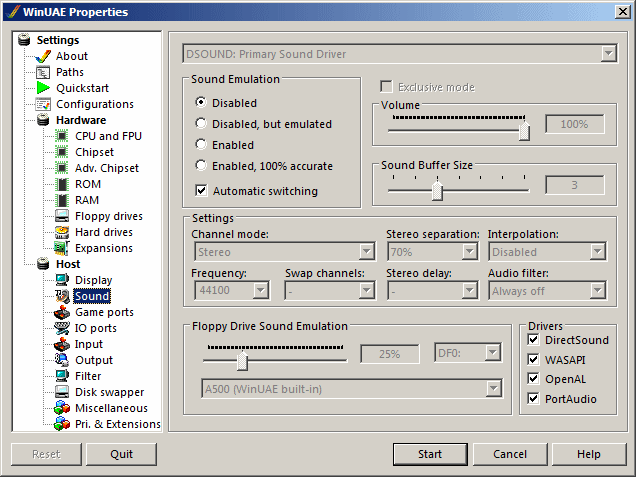 WinUAE Properties
Settings
About
Paths
Quickstart
Configurations
Hardware
CPU and FPU
Chipset
Adv. Chipset
ROM
RAM
Floppy drives
Hard drives
Expansions
Host
Display
Sound
Game ports
IO ports
Input
Output
Filter
Disk swapper
Miscellaneous
Pri. & Extensions
DSOUND: Primary Sound Driver
Sound Emulation
Disabled
Disabled, but emulated
Enabled
Enabled, 100% accurate
Automatic switching
Exclusive mode
Volume
100%
Sound Buffer Size
3
Settings
Channel mode: Stereo separation: Interpolation:
Stereo 70% Disabled
Frequency: Swap channels: Stereo delay: Audio filter:
44100 - - Always off
Floppy Drive Sound Emulation
25% DF0:
A500 (WinUAE built-in)
Drivers
DirectSound
WASAPI
OpenAL
PortAudio
Reset Quit Start Cancel Help